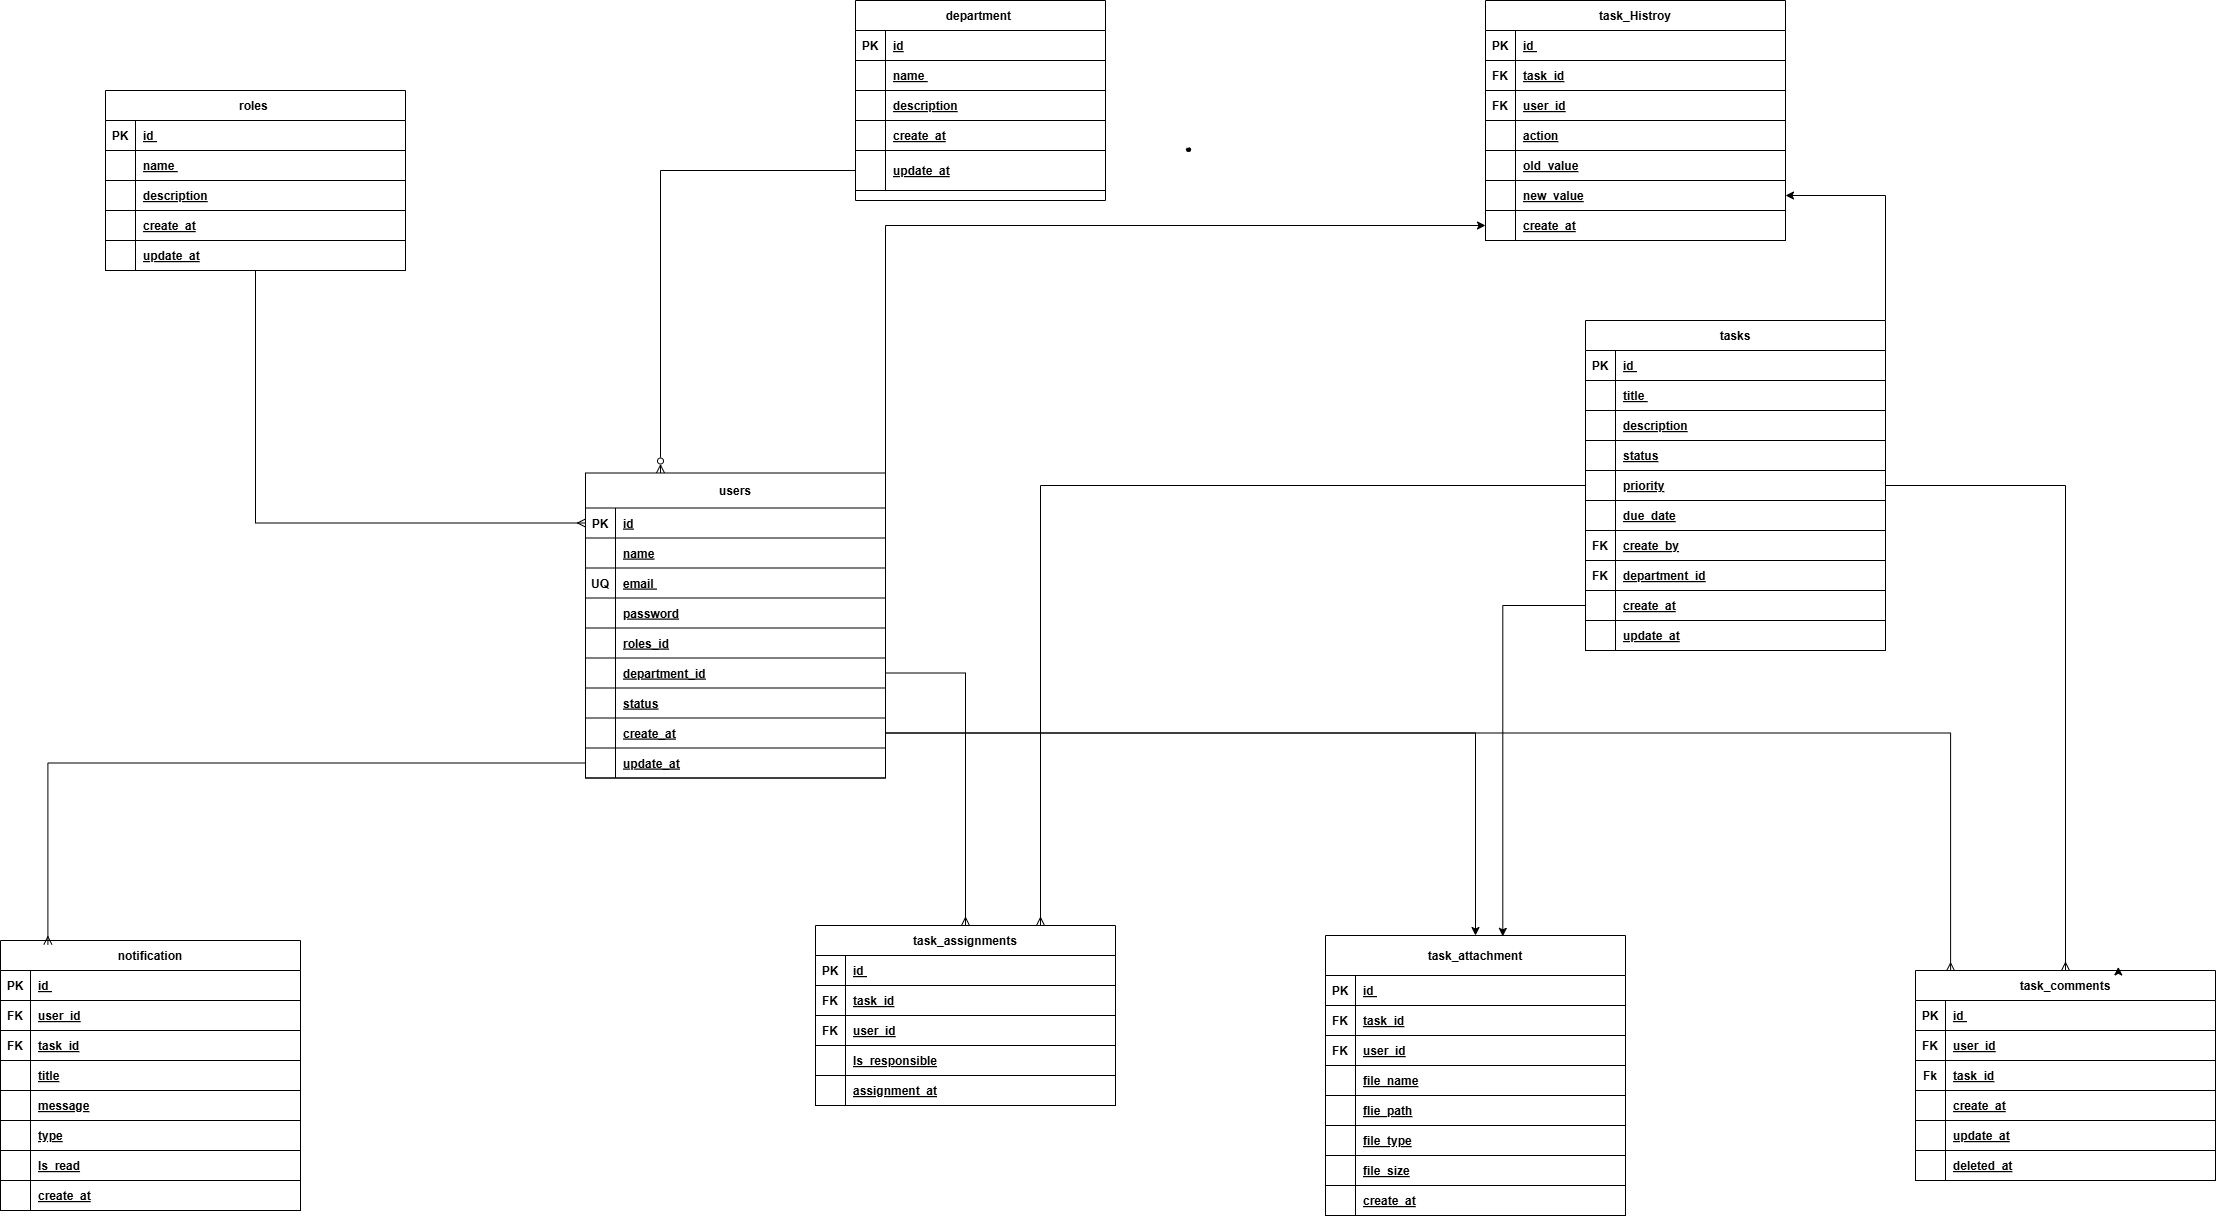 department
PK id
name
description
create_at
update_at
task_Histroy
PK id
FK task_id
FK user_id
action
old_value
new_value
create_at
roles
PK id
name
description
create_at
update_at
tasks
PK id
title
description
status
priority
due_date
FK create_by
FK department_id
create_at
update_at
users
PK id
name
UQ email
password
roles_id
department_id
status
create_at
update_at
notification
PK id
FK user_id
FK task_id
title
message
type
Is_read
create_at
task_assignments
PK id
FK task_id
FK user_id
Is_responsible
assignment_at
task_attachment
PK id
FK task_id
FK user_id
file_name
flie_path
file_type
file_size
create_at
task_comments
PK id
FK user_id
Fk task_id
create_at
update_at
deleted_at